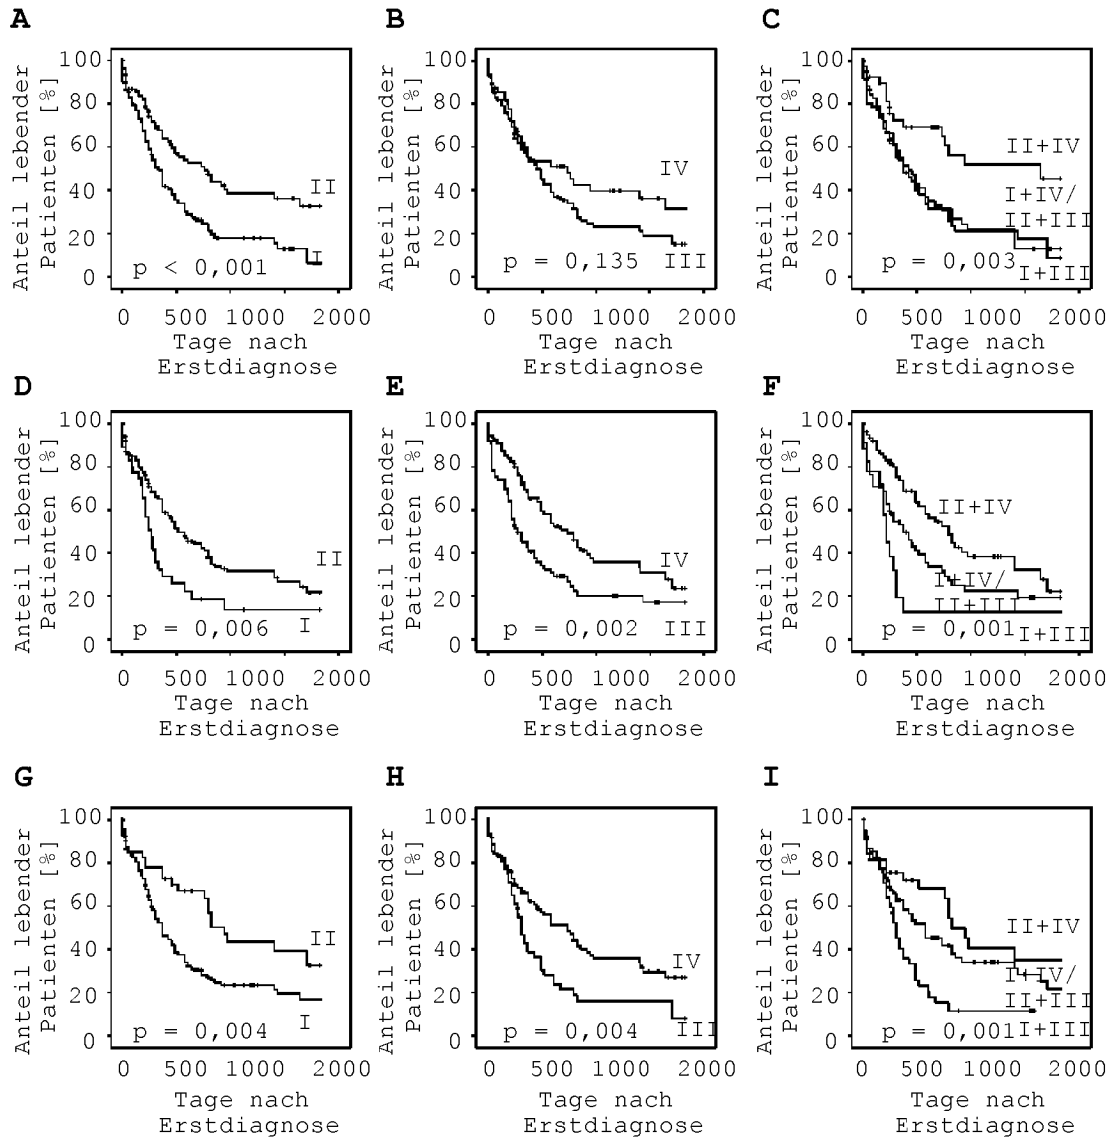 A
Anteil lebender
Patienten [%]
100
80
60
40
20
0
II
I
p < 0,001
0 500 1000 2000
Tage nach
Erstdiagnose
B
Anteil lebender
Patienten [%]
100
80
60
40
20
0
IV
III
p = 0,135
0 500 1000 2000
Tage nach
Erstdiagnose
C
Anteil lebender
Patienten [%]
100
80
60
40
20
0
II+IV
I+IV/
II+III
I+III
p = 0,003
0 500 1000 2000
Tage nach
Erstdiagnose
D
Anteil lebender
Patienten [%]
100
80
60
40
20
0
II
I
p = 0,006
0 500 1000 2000
Tage nach
Erstdiagnose
E
Anteil lebender
Patienten [%]
100
80
60
40
20
0
IV
III
p = 0,002
0 500 1000 2000
Tage nach
Erstdiagnose
F
Anteil lebender
Patienten [%]
100
80
60
40
20
0
II+IV
I+IV/
II+III
I+III
p = 0,001
0 500 1000 2000
Tage nach
Erstdiagnose
G
Anteil lebender
Patienten [%]
100
80
60
40
20
0
II
I
p = 0,004
0 500 1000 2000
Tage nach
Erstdiagnose
H
Anteil lebender
Patienten [%]
100
80
60
40
20
0
IV
III
p = 0,004
0 500 1000 2000
Tage nach
Erstdiagnose
I
Anteil lebender
Patienten [%]
100
80
60
40
20
0
II+IV
I+IV/
II+III
I+III
p = 0,001
0 500 1000 2000
Tage nach
Erstdiagnose